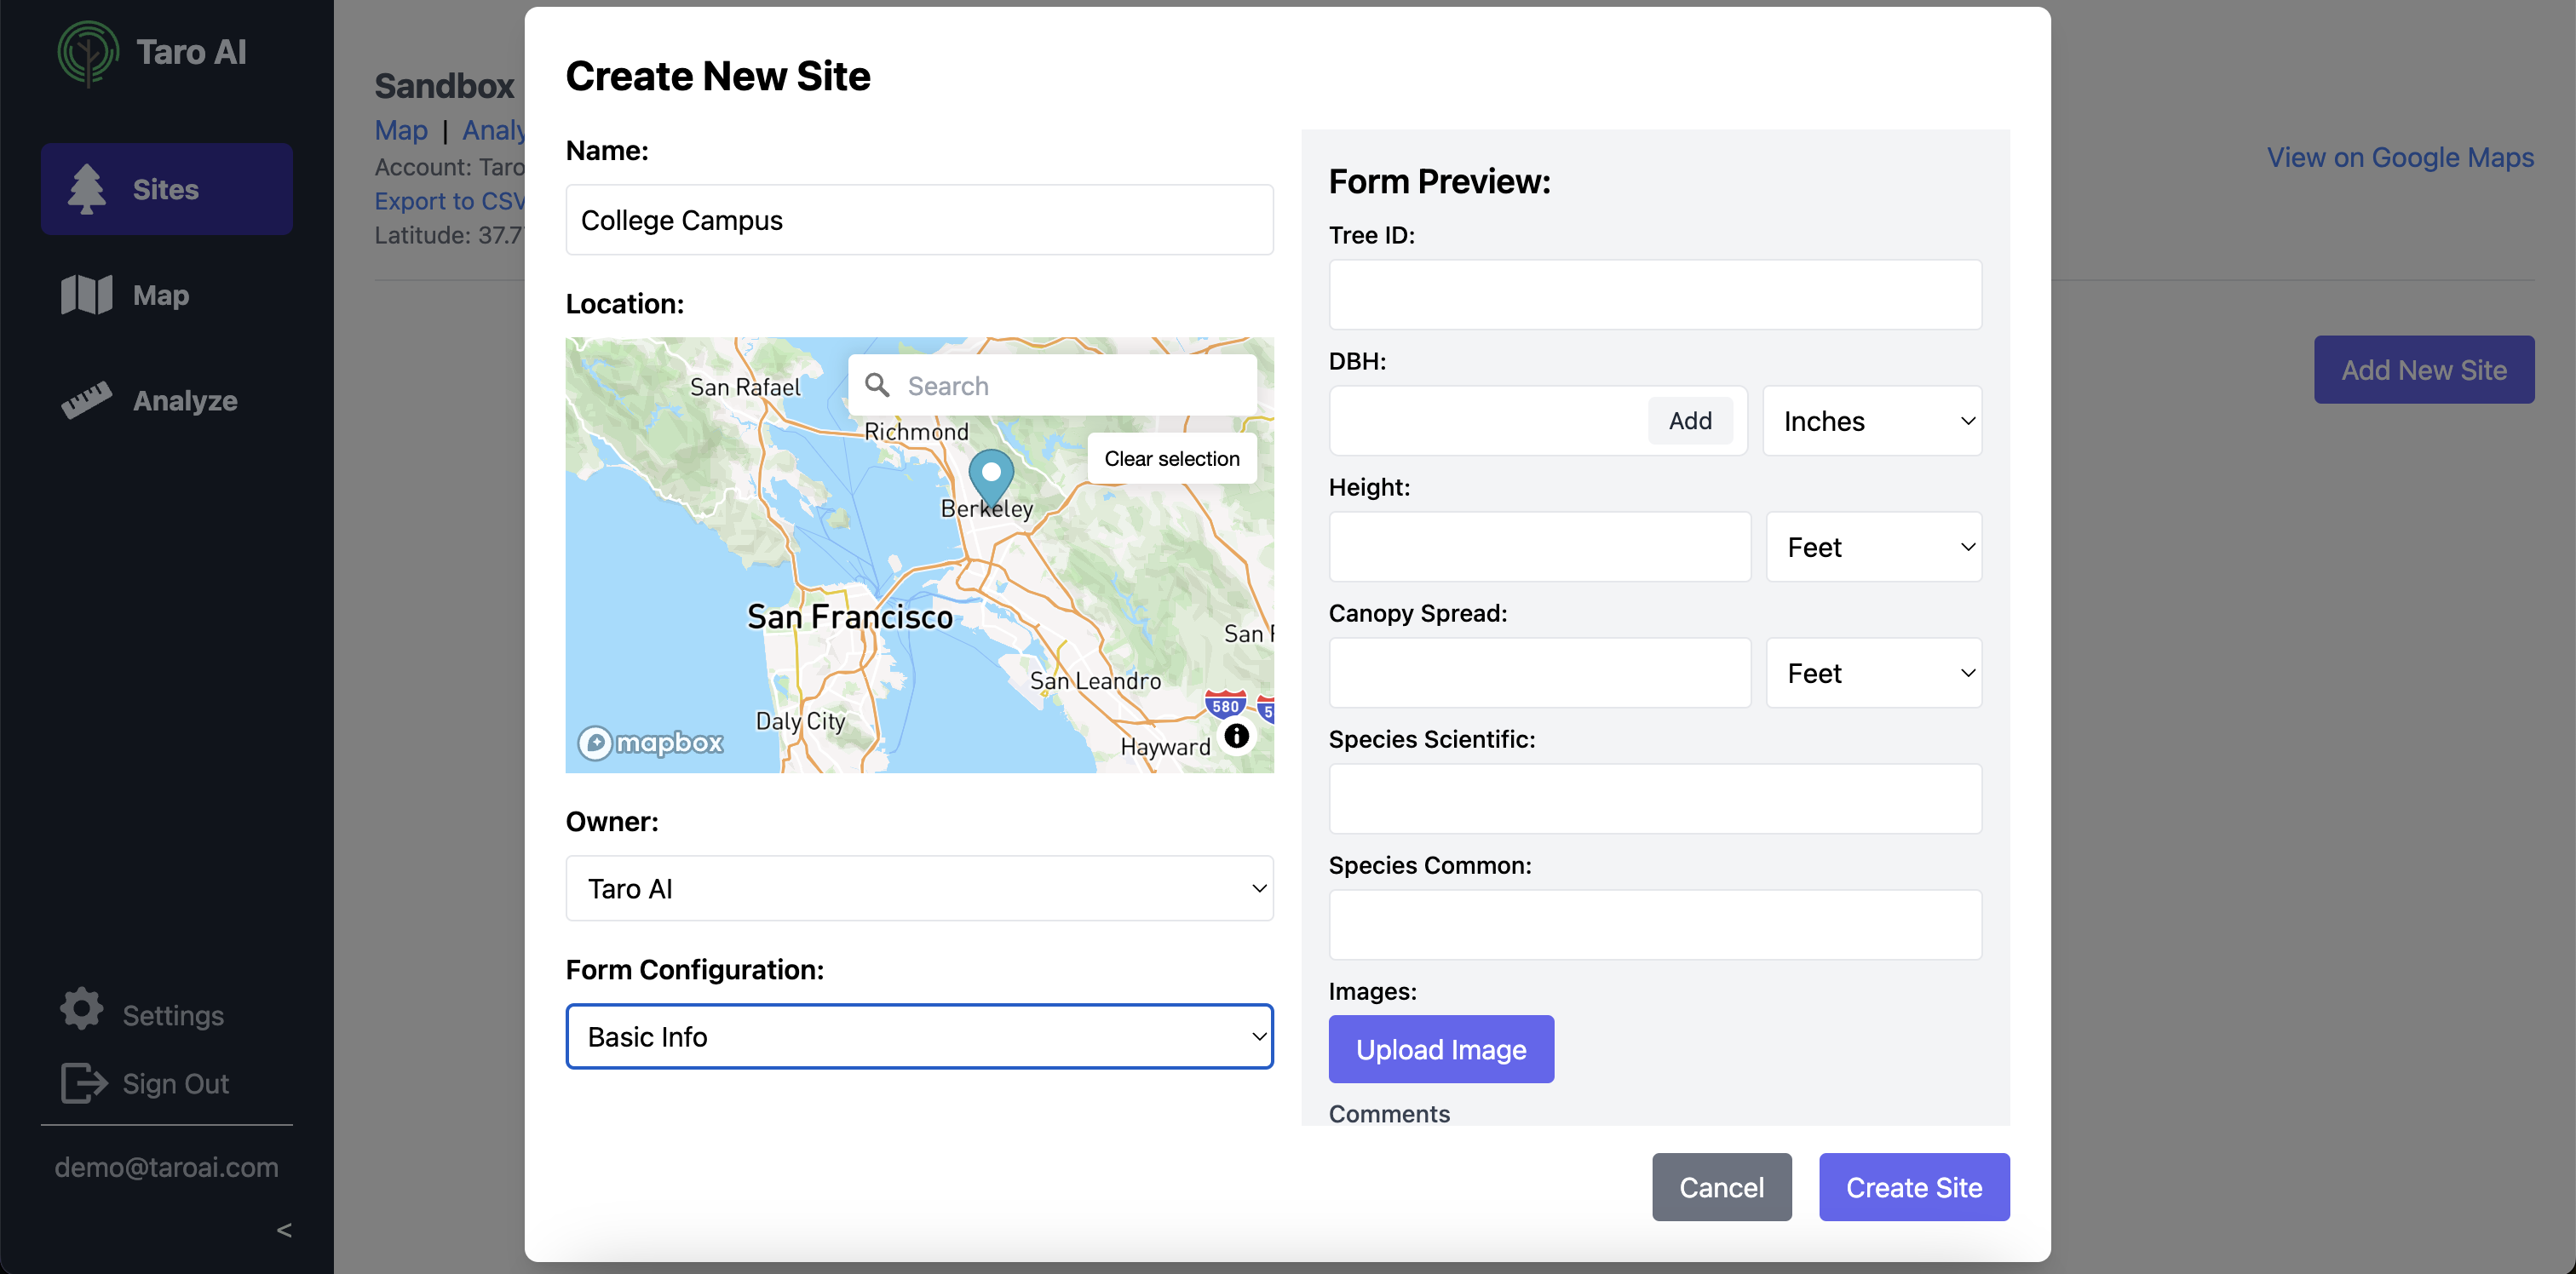 Taro AI
Sites
Map
Analyze
Settings
Sign Out
demo@taroai.com
<
Sandbox
Map | Analy
Account: Taro
Export to CSV
Latitude: 37.7
View on Google Maps
Add New Site
Create New Site
Name:
College Campus
Location:
Search
Clear selection
San Rafael
Richmond
Berkeley
San Francisco
San
San Leandro
Daly City
Hayward
580
5
mapbox
Owner:
Taro AI
Form Configuration:
Basic Info
Form Preview:
Tree ID:
DBH:
Add
Inches
Height:
Feet
Canopy Spread:
Feet
Species Scientific:
Species Common:
Images:
Upload Image
Comments
Cancel
Create Site